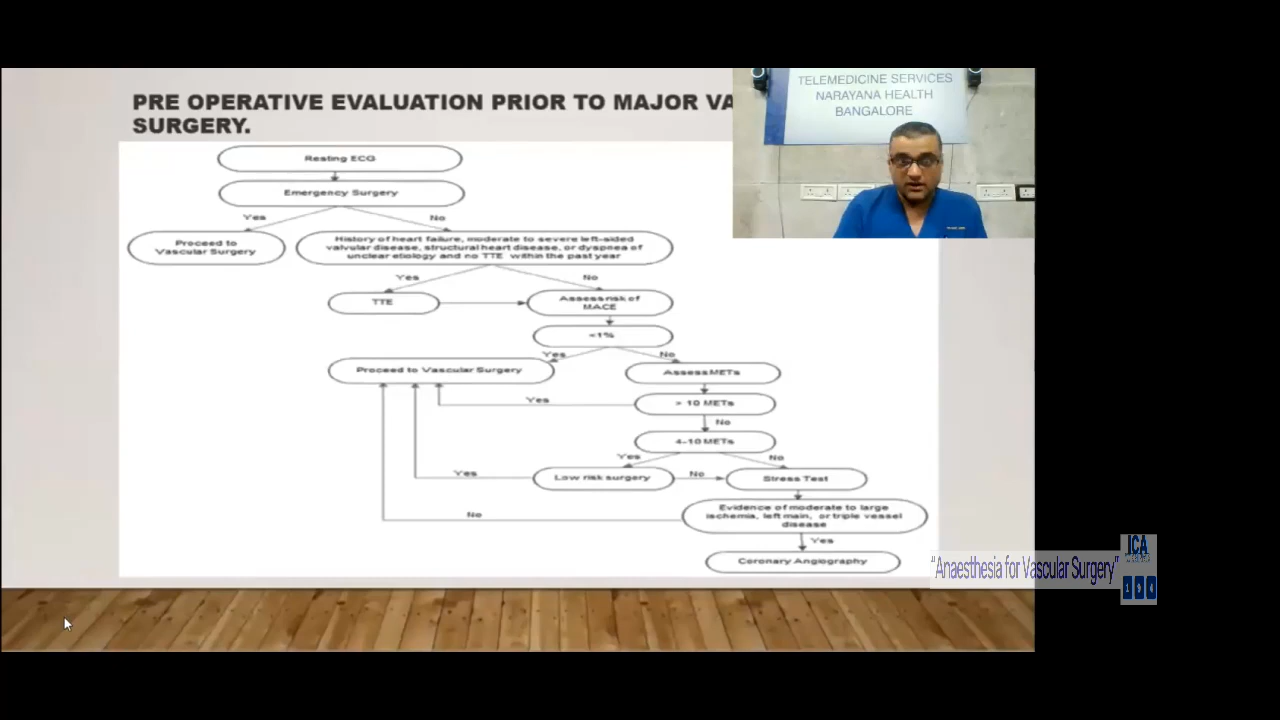 PRE OPERATIVE EVALUATION PRIOR TO MAJOR VA
SURGERY.
TELEMEDICINE SERVICES
NARAYANA HEALTH
BANGALORE
Resting ECG
Emergency Surgery
Yes
No
Proceed to
Vascular Surgery
History of heart failure, moderate to severe left-sided
valvular disease, structural heart disease, or dyspnea of
unclear etiology and no TTE within the past year
Yes
No
TTE
Assess risk of
MACE
<1%
Yes
No
Proceed to Vascular Surgery
Assess METs
Yes
> 10 METs
No
4-10 METs
Yes
No
Yes
Low risk surgery
No
Stress Test
No
Evidence of moderate to large
ischemia, left main, or triple vessel
disease
Yes
Coronary Angiography
ICA
"Anaesthesia for Vascular Surgery"